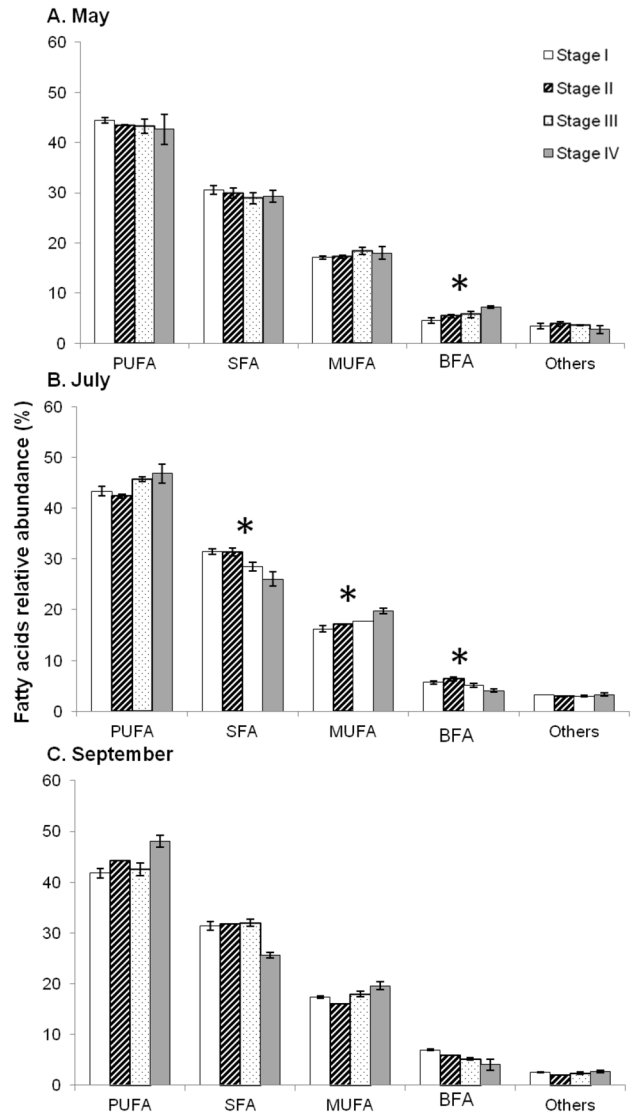 A. May
60
50
40
30
20
10
0
Stage I
Stage II
Stage III
Stage IV
*
PUFA SFA MUFA BFA Others
Fatty acids relative abundance (%)
B. July
60
50
40
30
20
10
0
* * *
PUFA SFA MUFA BFA Others
C. September
60
50
40
30
20
10
0
PUFA SFA MUFA BFA Others